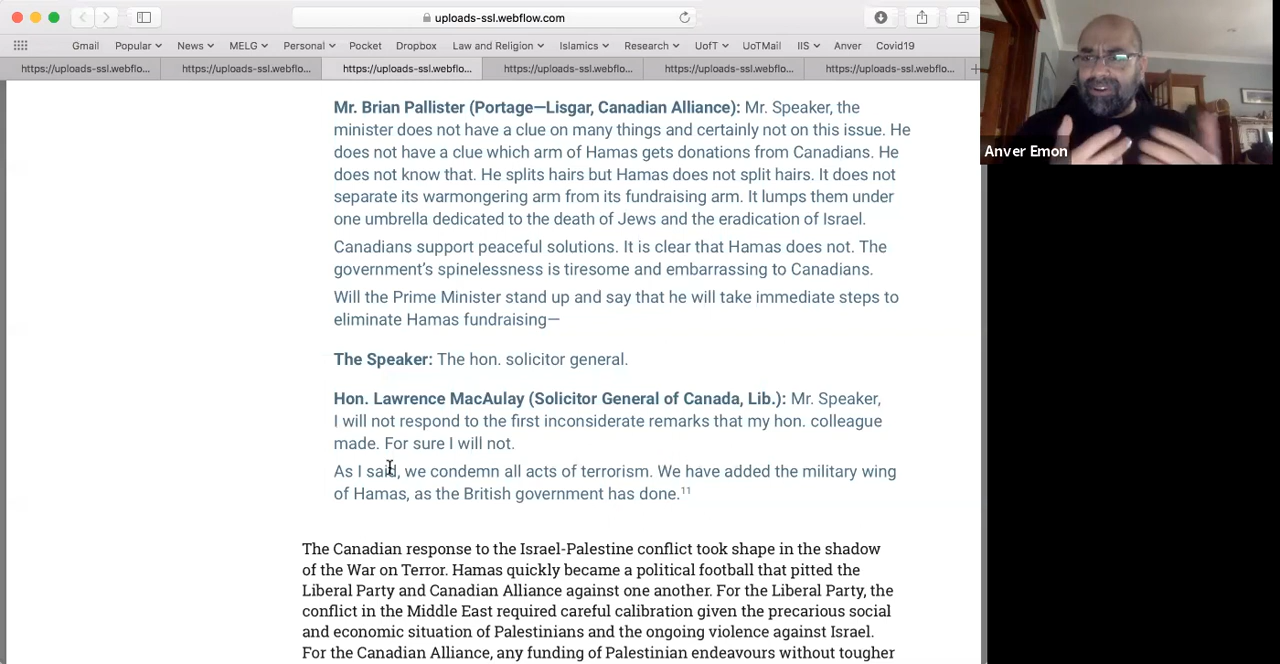 uploads-ssl.webflow.com
Gmail Popular News MELG Personal Pocket Dropbox Law and Religion Islamics Research UofT UoTMail IIS Anver Covid19
https://uploads-ssl.webflo... https://uploads-ssl.webflo... https://uploads-ssl.webflo... https://uploads-ssl.webflo... https://uploads-ssl.webflo... https://uploads-ssl.webflo...
Anver Emon
Mr. Brian Pallister (Portage—Lisgar, Canadian Alliance): Mr. Speaker, the
minister does not have a clue on many things and certainly not on this issue. He
does not have a clue which arm of Hamas gets donations from Canadians. He
does not know that. He splits hairs but Hamas does not split hairs. It does not
separate its warmongering arm from its fundraising arm. It lumps them under
one umbrella dedicated to the death of Jews and the eradication of Israel.
Canadians support peaceful solutions. It is clear that Hamas does not. The
government’s spinelessness is tiresome and embarrassing to Canadians.
Will the Prime Minister stand up and say that he will take immediate steps to
eliminate Hamas fundraising—
The Speaker: The hon. solicitor general.
Hon. Lawrence MacAulay (Solicitor General of Canada, Lib.): Mr. Speaker,
I will not respond to the first inconsiderate remarks that my hon. colleague
made. For sure I will not.
As I said, we condemn all acts of terrorism. We have added the military wing
of Hamas, as the British government has done.¹¹
The Canadian response to the Israel-Palestine conflict took shape in the shadow
of the War on Terror. Hamas quickly became a political football that pitted the
Liberal Party and Canadian Alliance against one another. For the Liberal Party, the
conflict in the Middle East required careful calibration given the precarious social
and economic situation of Palestinians and the ongoing violence against Israel.
For the Canadian Alliance, any funding of Palestinian endeavours without tougher